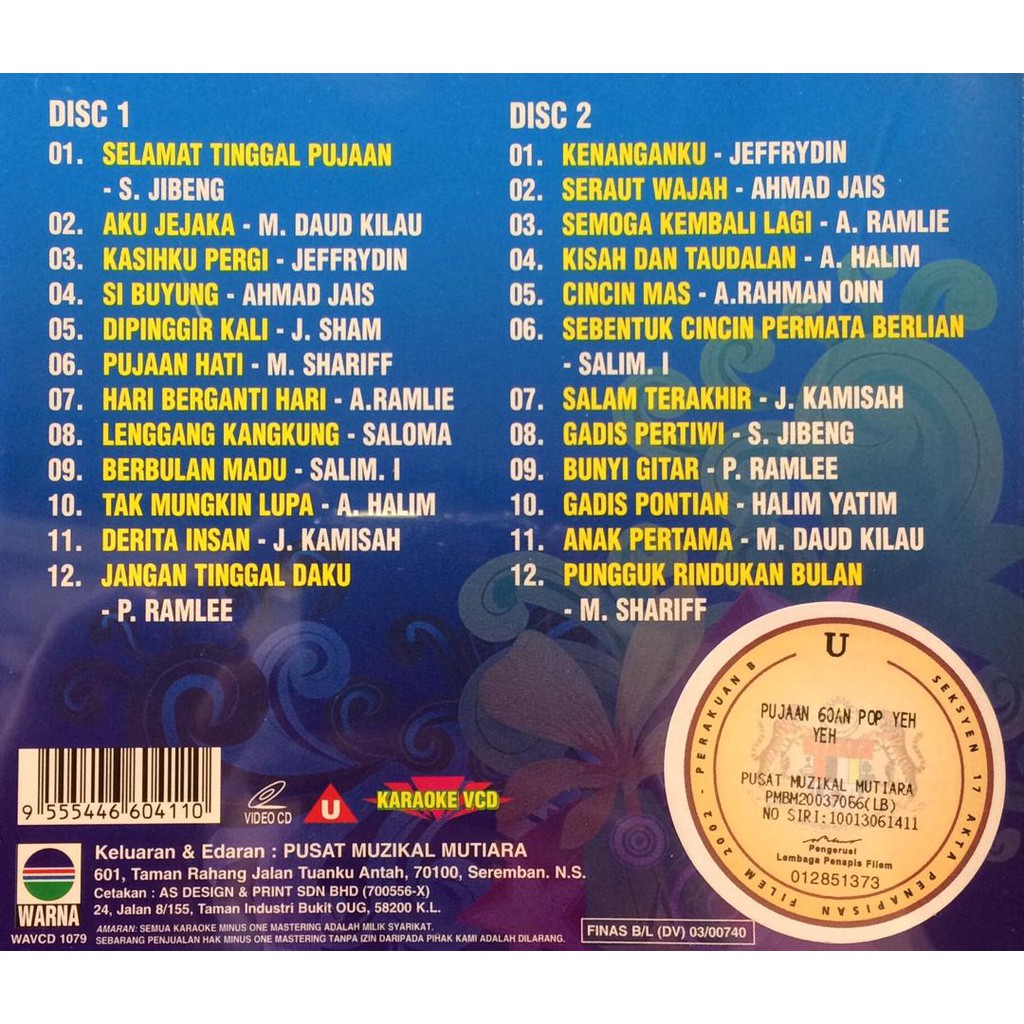 DISC 1
01. SELAMAT TINGGAL PUJAAN
- S. JIBENG
02. AKU JEJAKA - M. DAUD KILAU
03. KASIHKU PERGI - JEFFRYDIN
04. SI BUYUNG - AHMAD JAIS
05. DIPINGGIR KALI - J. SHAM
06. PUJAAN HATI - M. SHARIFF
07. HARI BERGANTI HARI - A.RAMLIE
08. LENGGANG KANGKUNG - SALOMA
09. BERBULAN MADU - SALIM. I
10. TAK MUNGKIN LUPA - A. HALIM
11. DERITA INSAN - J. KAMISAH
12. JANGAN TINGGAL DAKU
- P. RAMLEE
DISC 2
01. KENANGANKU - JEFFRYDIN
02. SERAUT WAJAH - AHMAD JAIS
03. SEMOGA KEMBALI LAGI - A. RAMLIE
04. KISAH DAN TAUDALAN - A. HALIM
05. CINCIN MAS - A.RAHMAN ONN
06. SEBENTUK CINCIN PERMATA BERLIAN
- SALIM. I
07. SALAM TERAKHIR - J. KAMISAH
08. GADIS PERTIWI - S. JIBENG
09. BUNYI GITAR - P. RAMLEE
10. GADIS PONTIAN - HALIM YATIM
11. ANAK PERTAMA - M. DAUD KILAU
12. PUNGGUK RINDUKAN BULAN
- M. SHARIFF
U
2002 - PERAKUAN B
SEKSYEN 17 AKTA PENAPISAN FILEM
PUJAAN 60AN POP YEH
YEH
PUSAT MUZIKAL MUTIARA
PMBM20037066(LB)
NO SIRI:10013061411
Pengerusi
Lembaga Penapis Filem
012851373
9 555446 604110
VIDEO CD
U
KARAOKE VCD
WARNA
WAVCD 1079
Keluaran & Edaran : PUSAT MUZIKAL MUTIARA
601, Taman Rahang Jalan Tuanku Antah, 70100, Seremban. N.S.
Cetakan : AS DESIGN & PRINT SDN BHD (700556-X)
24, Jalan 8/155, Taman Industri Bukit OUG, 58200 K.L.
AMARAN: SEMUA KARAOKE MINUS ONE MASTERING ADALAH MILIK SYARIKAT.
SEBARANG PENJUALAN HAK MINUS ONE MASTERING TANPA IZIN DARIPADA PIHAK KAMI ADALAH DILARANG.
FINAS B/L (DV) 03/00740